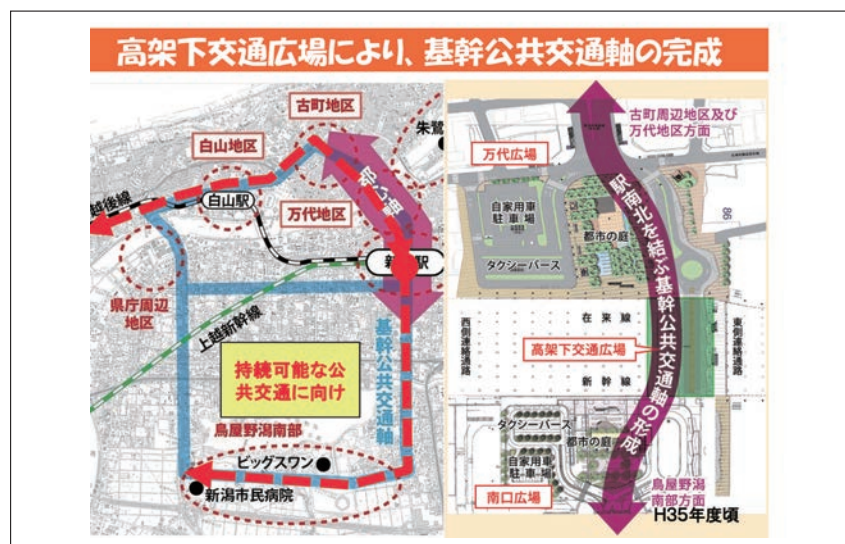 高架下交通広場により、基幹公共交通軸の完成
古町地区
朱鷺
白山地区
越後線
白山駅
万代地区
都心軸
県庁周辺
地区
上越新幹線
基幹公共交通軸
持続可能な公
共交通に向け
鳥屋野潟南部
ビッグスワン
新潟市民病院
古町周辺地区及び
万代地区方面
万代広場
自家用車
駐車場
都市の庭
タクシーバース
駅南北を結ぶ基幹公共交通軸の形成
西側連絡通路
在来線
高架下交通広場
新幹線
東側連絡通路
タクシーバース
都市の庭
自家用車
駐車場
南口広場
鳥屋野潟
南部方面
H35年度頃